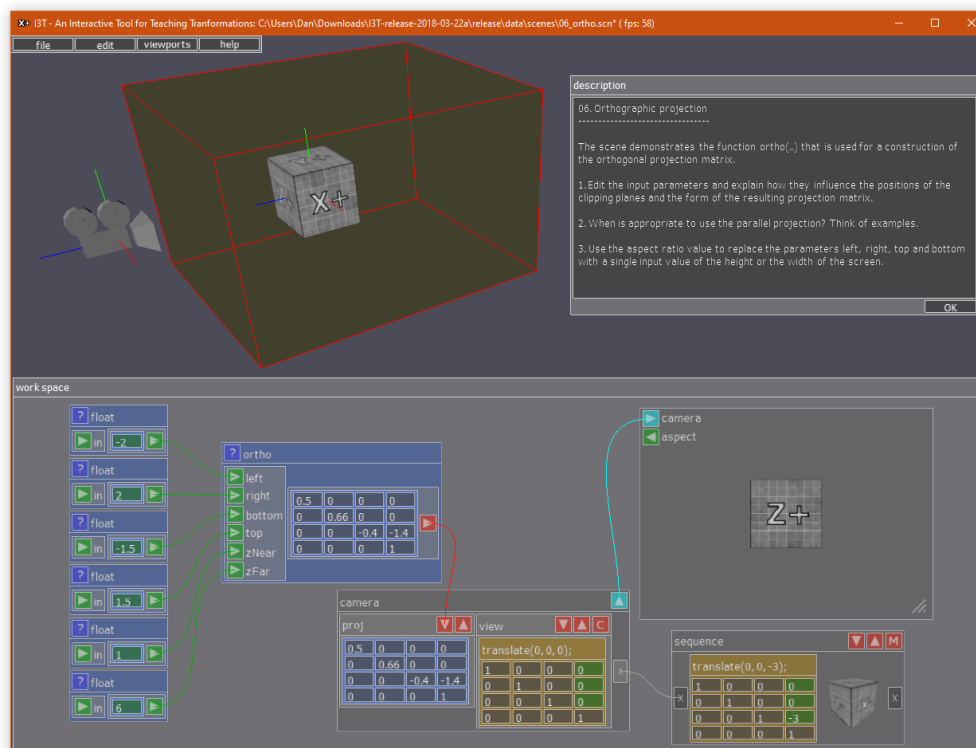 I3T - An Interactive Tool for Teaching Tranformations: C:\Users\Dan\Downloads\I3T-release-2018-03-22a\release\data\scenes\06_ortho.scn* ( fps: 58)
file edit viewports help
description
06. Orthographic projection
---------------------------------
The scene demonstrates the function ortho(..) that is used for a construction of
the orthogonal projection matrix.
1.Edit the input parameters and explain how they influence the positions of the
clipping planes and the form of the resulting projection matrix.
2. When is appropriate to use the parallel projection? Think of examples.
3. Use the aspect ratio value to replace the parameters left, right, top and bottom
with a single input value of the height or the width of the screen.
OK
X+
work space
? float
in -2
? float
in 2
? float
in -1.5
? float
in 1.5
? float
in 1
? float
in 6
? ortho
left
right
bottom
top
zNear
zFar
0.5 0 0 0
0 0.66 0 0
0 0 -0.4 -1.4
0 0 0 1
camera
aspect
Z+
camera
proj
0.5 0 0 0
0 0.66 0 0
0 0 -0.4 -1.4
0 0 0 1
view C
translate(0, 0, 0);
1 0 0 0
0 1 0 0
0 0 1 0
0 0 0 1
x
sequence M
translate(0, 0, -3);
1 0 0 0
0 1 0 0
0 0 1 -3
0 0 0 1
x
x